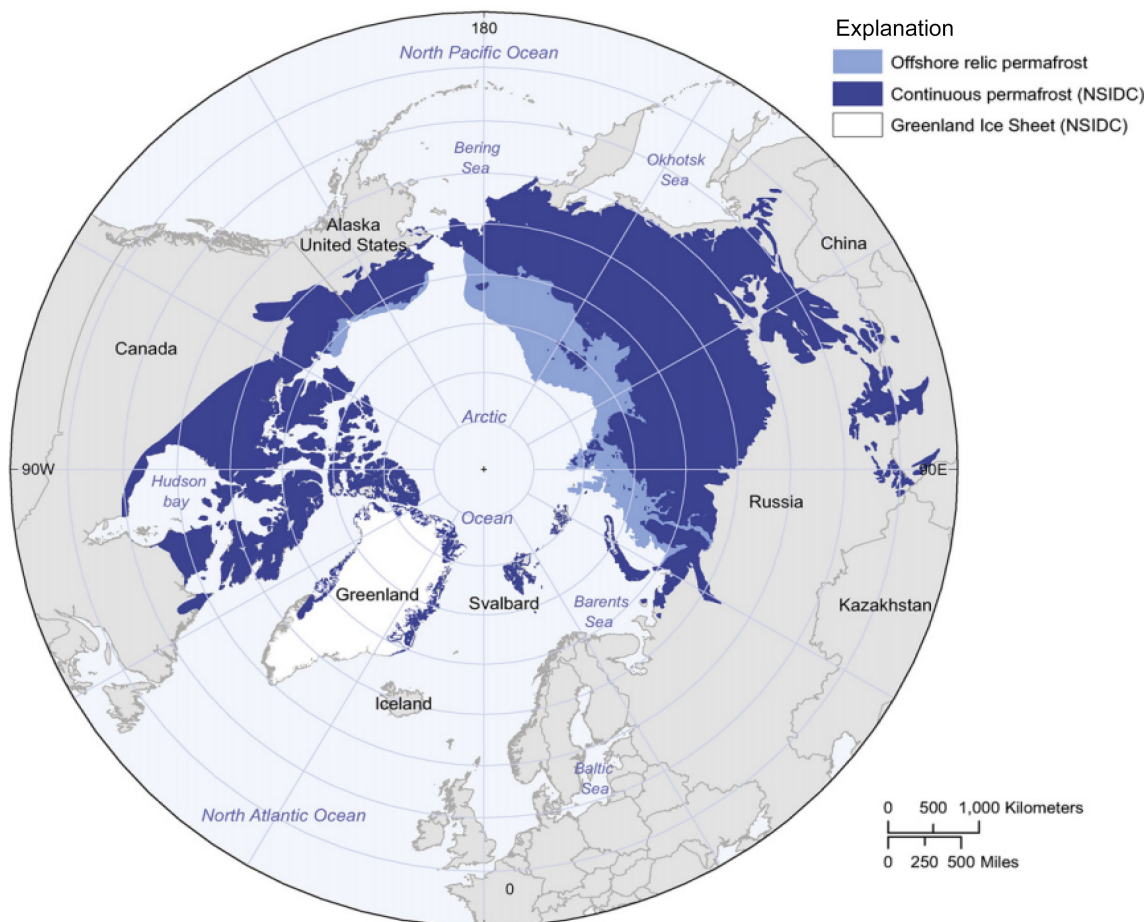 180
North Pacific Ocean
Explanation
Offshore relic permafrost
Continuous permafrost (NSIDC)
Greenland Ice Sheet (NSIDC)
Bering
Sea
Okhotsk
Sea
Alaska
United States
China
Canada
Arctic
90W
90E
Hudson
bay
Ocean
Russia
Greenland
Svalbard
Barents
Sea
Kazakhstan
Iceland
Baltic
Sea
North Atlantic Ocean
0 500 1,000 Kilometers
0 250 500 Miles
0